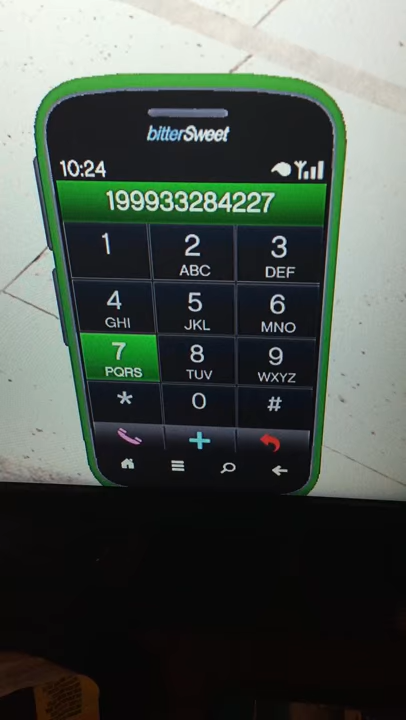 bitterSweet
10:24
199933284227
1
2
3
ABC
DEF
4
5
6
GHI
JKL
MNO
7
8
9
PQRS
TUV
WXYZ
*
0
#